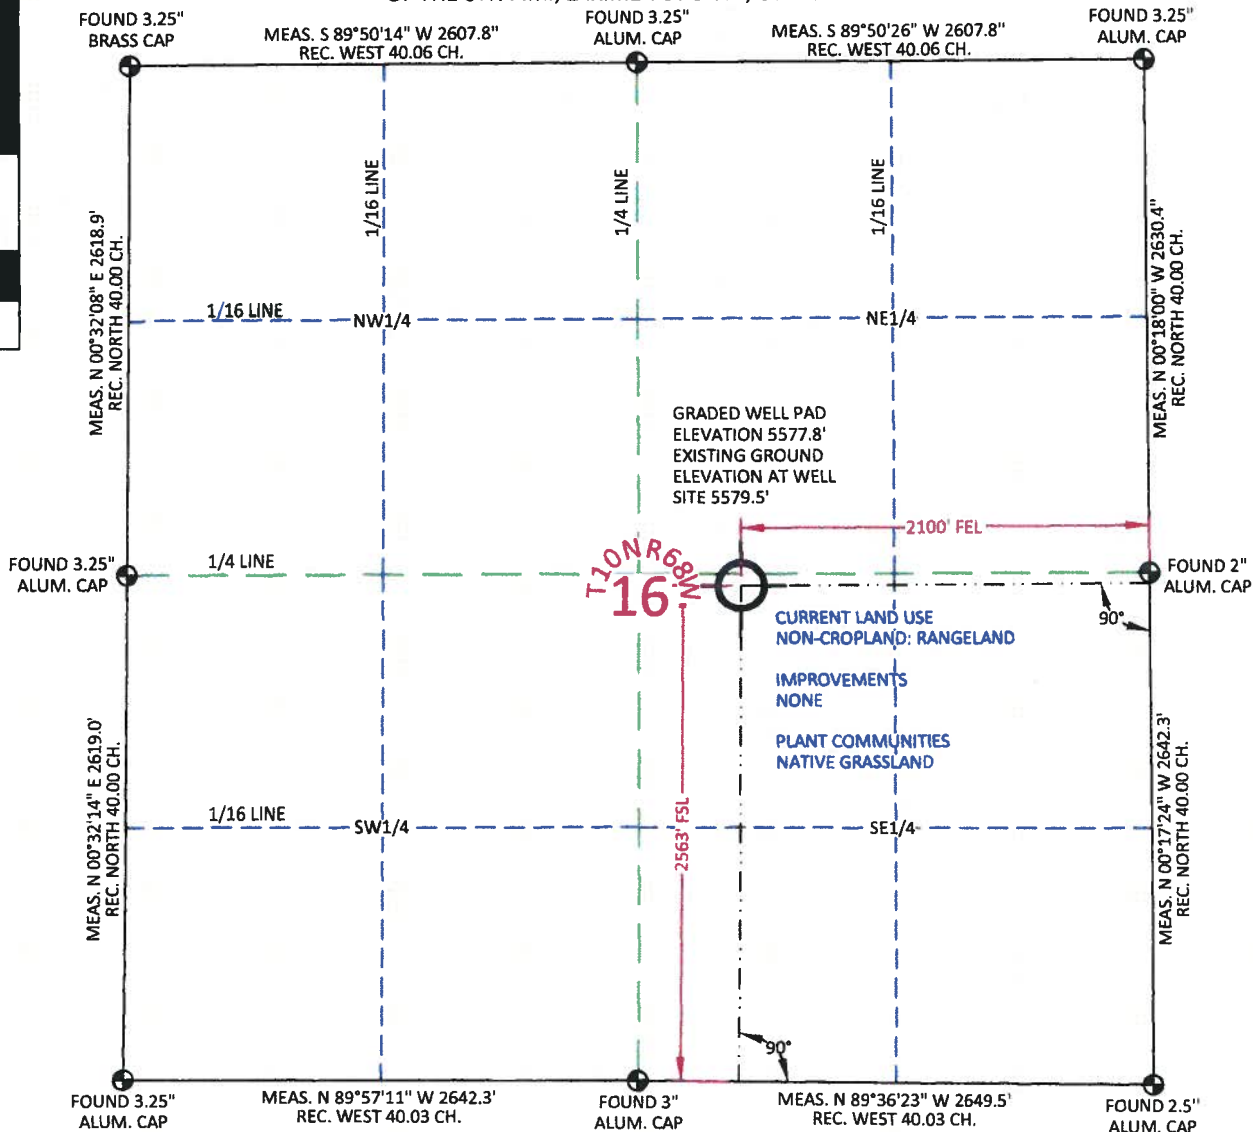 FOUND 3.25"
BRASS CAP
MEAS. S 89°50'14" W 2607.8"
REC. WEST 40.06 CH.
FOUND 3.25"
ALUM. CAP
MEAS. S 89°50'26" W 2607.8"
REC. WEST 40.06 CH.
FOUND 3.25"
ALUM. CAP
1/16 LINE
1/4 LINE
1/16 LINE
MEAS. N 00°32'08" E 2618.9'
REC. NORTH 40.00 CH.
MEAS. N 00°18'00" W 2630.4"
REC. NORTH 40.00 CH.
1/16 LINE
NW1/4
NE1/4
GRADED WELL PAD
ELEVATION 5577.8'
EXISTING GROUND
ELEVATION AT WELL
SITE 5579.5'
2100' FEL
FOUND 3.25"
ALUM. CAP
1/4 LINE
T10NR68W
16
FOUND 2"
ALUM. CAP
90°
CURRENT LAND USE
NON-CROPLAND: RANGELAND
IMPROVEMENTS
NONE
PLANT COMMUNITIES
NATIVE GRASSLAND
MEAS. N 00°32'14" E 2619.0'
REC. NORTH 40.00 CH.
MEAS. N 00°17'24" W 2642.3'
REC. NORTH 40.00 CH.
1/16 LINE
SW1/4
2563' FSL
SE1/4
90°
FOUND 3.25"
ALUM. CAP
MEAS. N 89°57'11" W 2642.3'
REC. WEST 40.03 CH.
FOUND 3"
ALUM. CAP
MEAS. N 89°36'23" W 2649.5'
REC. WEST 40.03 CH.
FOUND 2.5"
ALUM. CAP